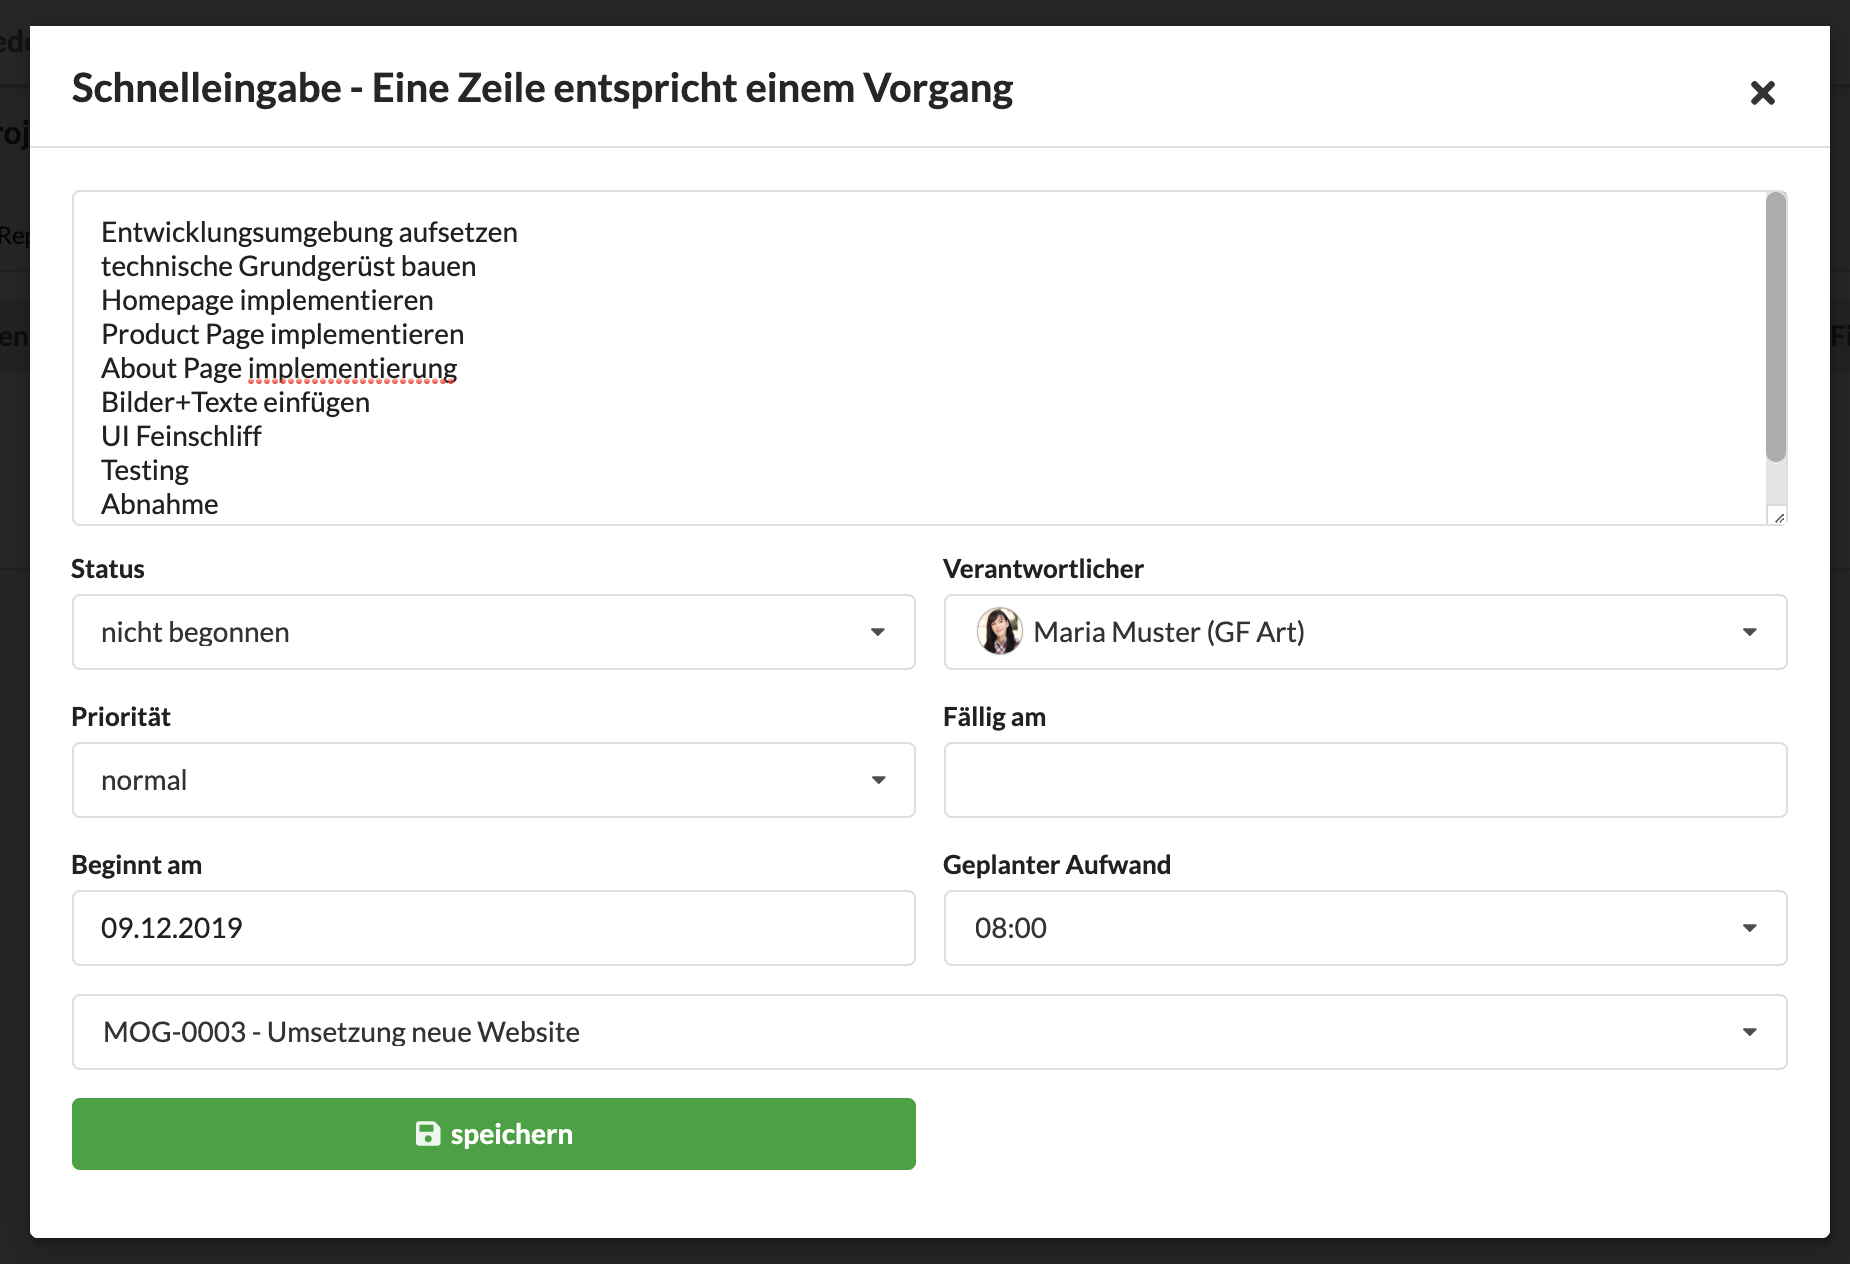 Schnelleingabe - Eine Zeile entspricht einem Vorgang
Entwicklungsumgebung aufsetzen
technische Grundgerüst bauen
Homepage implementieren
Product Page implementieren
About Page implementierung
Bilder+Texte einfügen
UI Feinschliff
Testing
Abnahme
Status
Verantwortlicher
nicht begonnen
Maria Muster (GF Art)
Priorität
Fällig am
normal
Beginnt am
Geplanter Aufwand
09.12.2019
08:00
MOG-0003 - Umsetzung neue Website
speichern